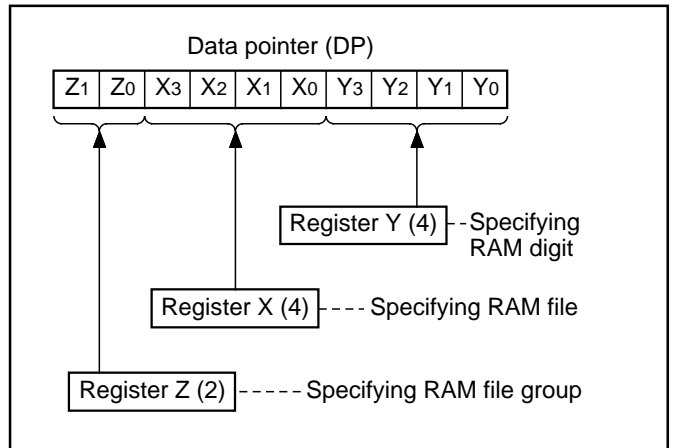 Data pointer (DP)
Z1 Z0 X3 X2 X1 X0 Y3 Y2 Y1 Y0
Register Y (4) Specifying
RAM digit
Register X (4) Specifying RAM file
Register Z (2) Specifying RAM file group